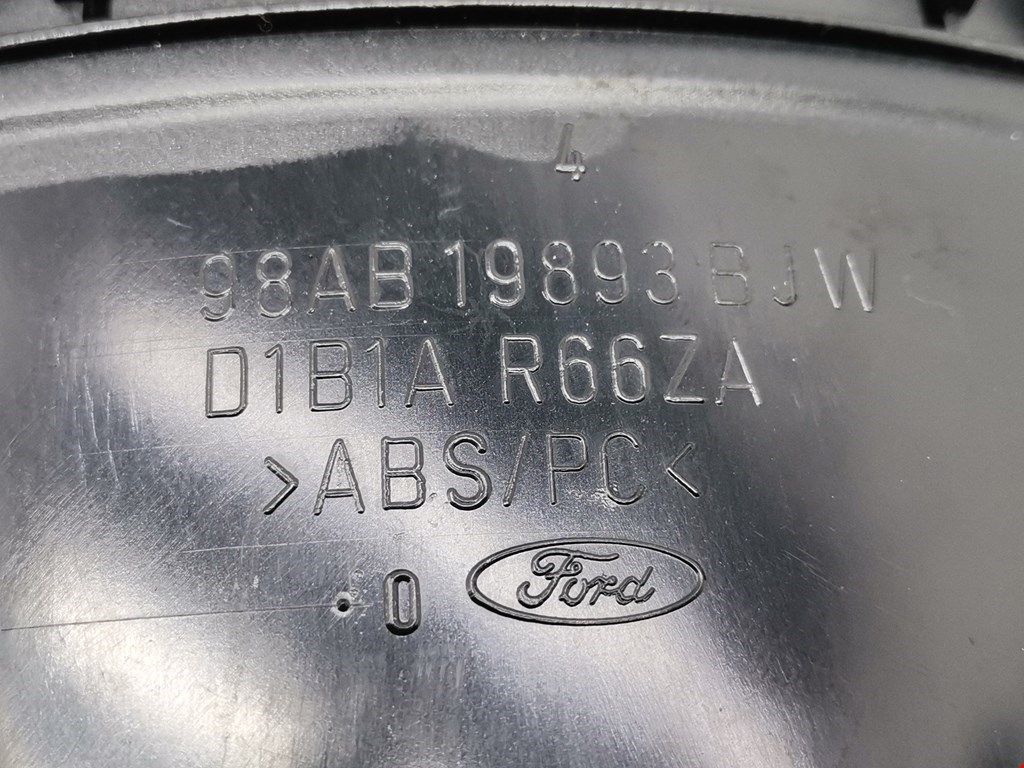 4
98AB 19893 BJW
D1B1A R66ZA
>ABS/PC<
0 Ford